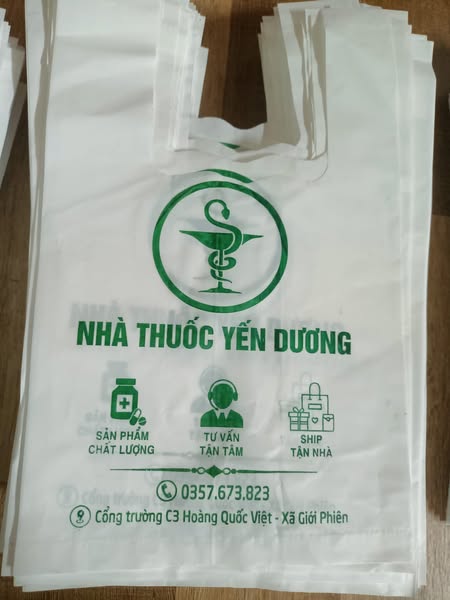 NHÀ THUỐC YẾN DƯƠNG
SẢN PHẨM
CHẤT LƯỢNG
TƯ VẤN
TẬN TÂM
SHIP
TẬN NHÀ
0357.673.823
Cổng trường C3 Hoàng Quốc Việt - Xã Giới Phiên